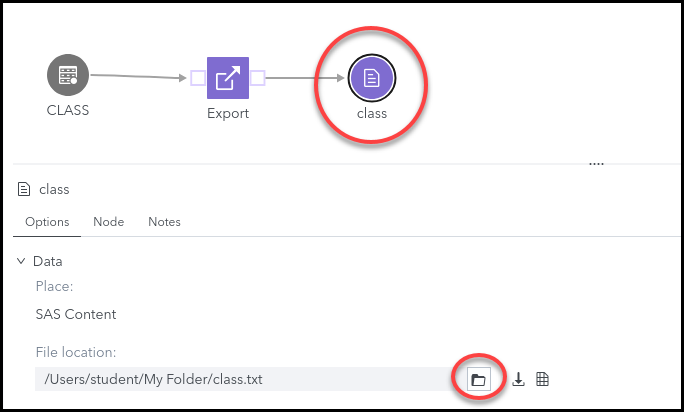 CLASS
Export
class
class
Options Node Notes
Data
Place:
SAS Content
File location:
/Users/student/My Folder/class.txt